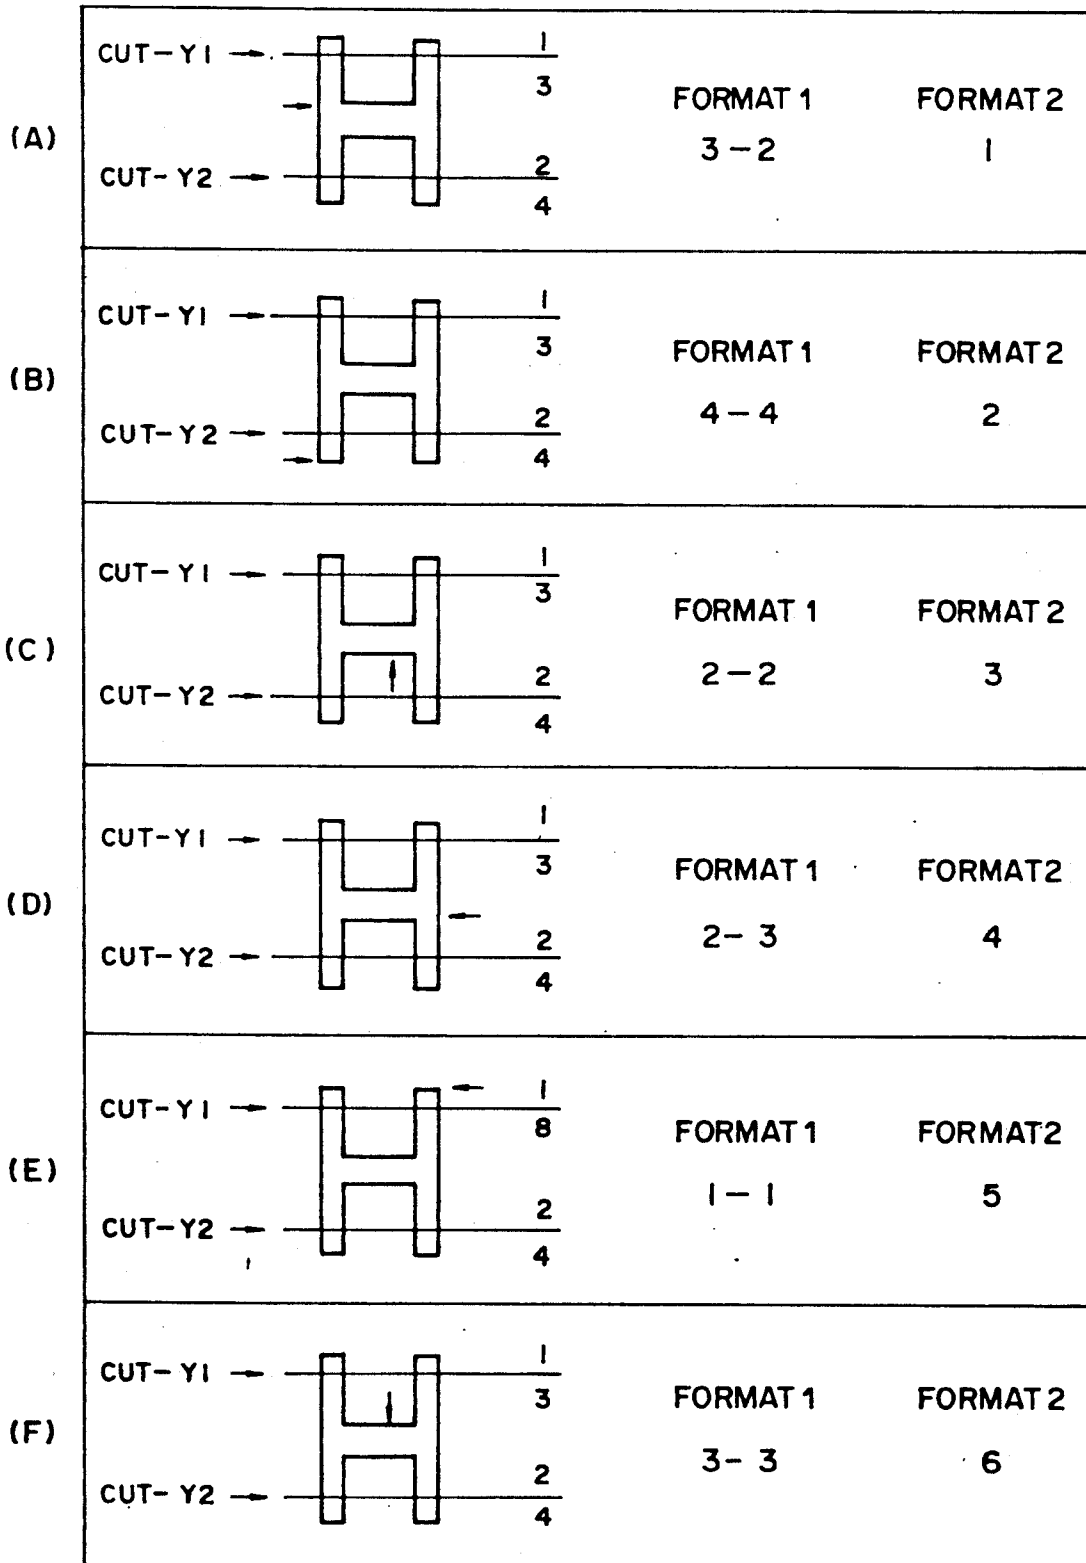 (A)
CUT-Y1
1
3
CUT-Y2
2
4
FORMAT 1 FORMAT 2
3-2 1
(B)
CUT-Y1
1
3
CUT-Y2
2
4
FORMAT 1 FORMAT 2
4-4 2
(C)
CUT-Y1
1
3
CUT-Y2
2
4
FORMAT 1 FORMAT 2
2-2 3
(D)
CUT-Y1
1
3
CUT-Y2
2
4
FORMAT 1 FORMAT 2
2-3 4
(E)
CUT-Y1
1
8
CUT-Y2
2
4
FORMAT 1 FORMAT 2
1-1 5
(F)
CUT-Y1
1
3
CUT-Y2
2
4
FORMAT 1 FORMAT 2
3-3 6